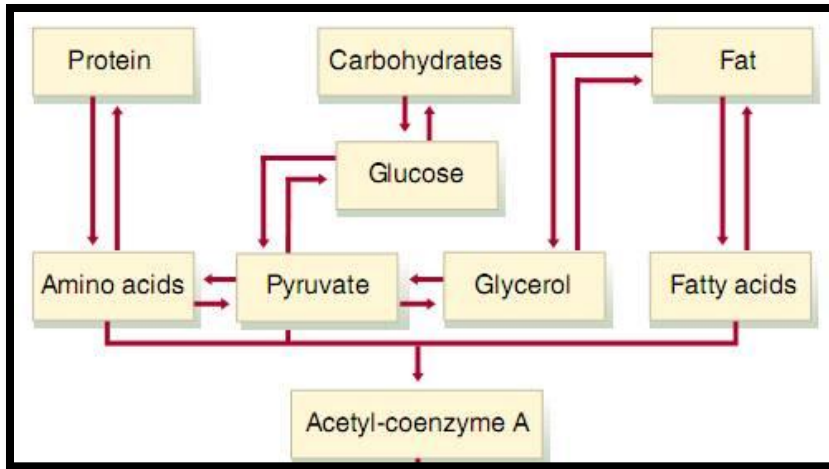 Protein
Carbohydrates
Fat
Glucose
Amino acids
Pyruvate
Glycerol
Fatty acids
Acetyl-coenzyme A